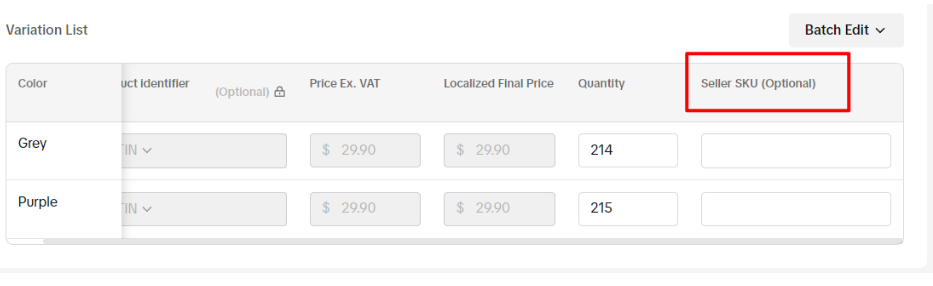 Variation List
Batch Edit
Color
uct Identifier (Optional)
Price Ex. VAT
Localized Final Price
Quantity
Seller SKU (Optional)
Grey
TIN
$ 29.90
$ 29.90
214
Purple
TIN
$ 29.90
$ 29.90
215